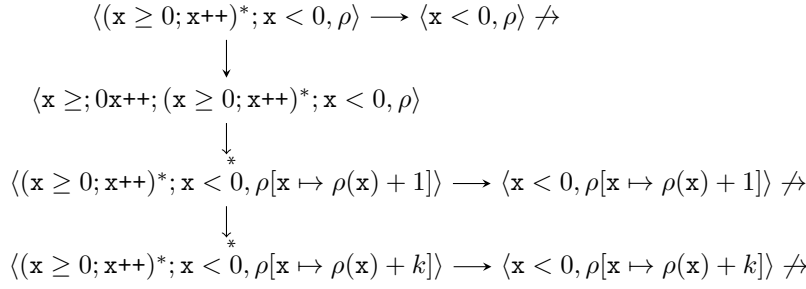 ⟨(x ≥ 0; x++)*; x < 0, ρ⟩ ⟶ ⟨x < 0, ρ⟩ ↛
⟨x ≥; 0x++; (x ≥ 0; x++)*; x < 0, ρ⟩
*
⟨(x ≥ 0; x++)*; x < 0, ρ[x ↦ ρ(x) + 1]⟩ ⟶ ⟨x < 0, ρ[x ↦ ρ(x) + 1]⟩ ↛
*
⟨(x ≥ 0; x++)*; x < 0, ρ[x ↦ ρ(x) + k]⟩ ⟶ ⟨x < 0, ρ[x ↦ ρ(x) + k]⟩ ↛